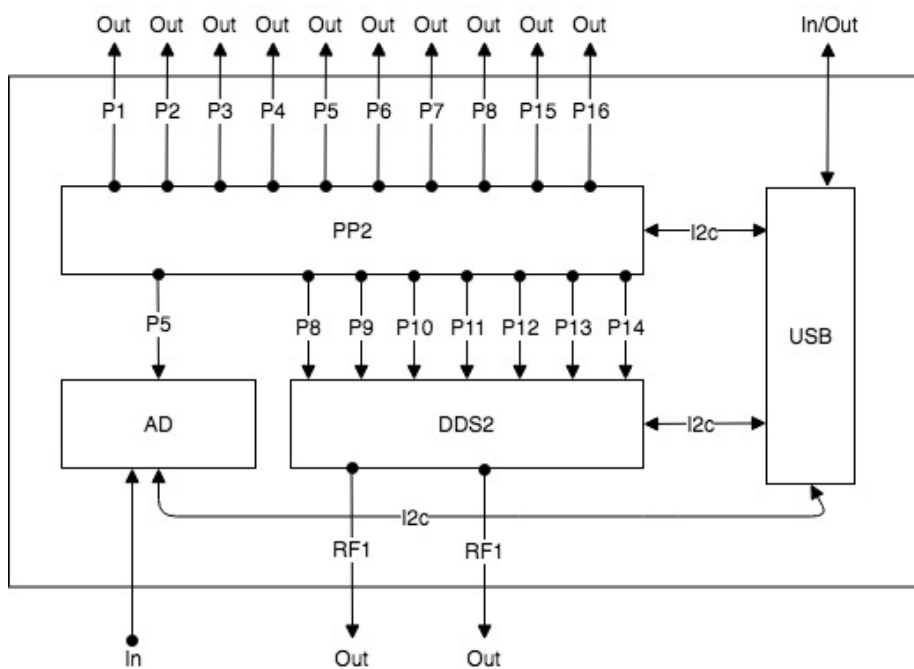 Out Out Out Out Out Out Out Out Out Out In/Out
P1 P2 P3 P4 P5 P6 P7 P8 P15 P16
PP2
I2c
USB
P5 P8 P9 P10 P11 P12 P13 P14
AD
DDS2
I2c
I2c
RF1 RF1
In Out Out